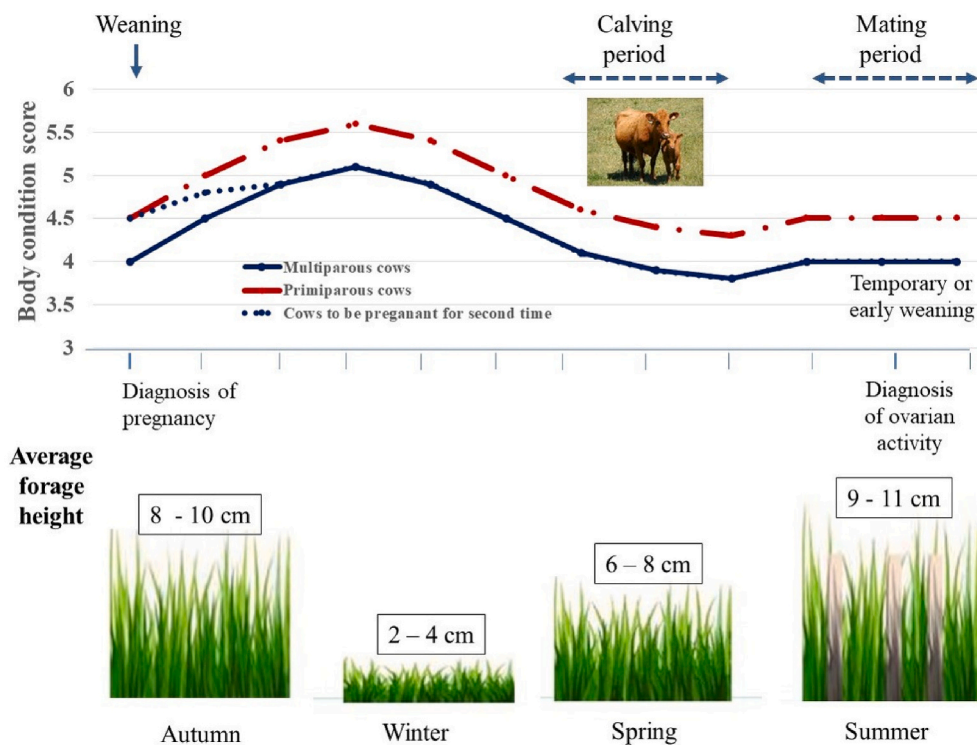 Weaning
Calving
period
Mating
period
Body condition score
6
5.5
5
4.5
4
3.5
3
Multiparous cows
Primiparous cows
Cows to be preganant for second time
Temporary or
early weaning
Diagnosis of
pregnancy
Diagnosis
of ovarian
activity
Average
forage
height
8 - 10 cm
2 – 4 cm
6 – 8 cm
9 - 11 cm
Autumn
Winter
Spring
Summer